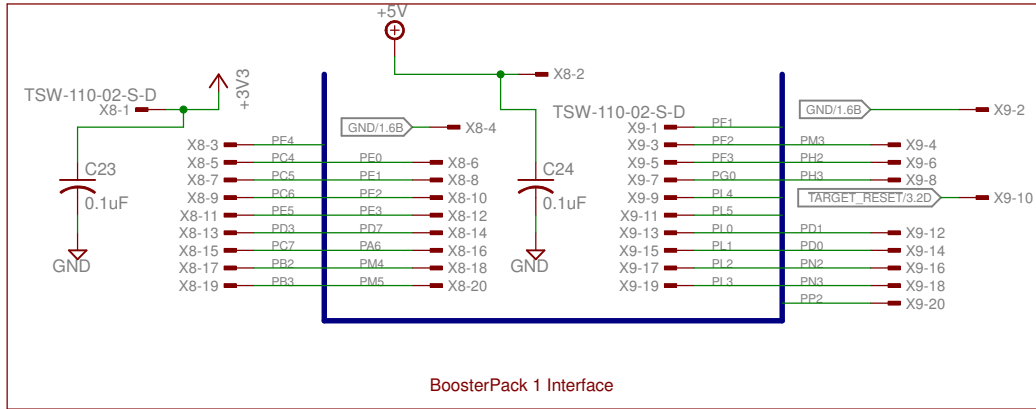 +5V
X8-2
TSW-110-02-S-D
X8-1
+3V3
TSW-110-02-S-D
GND/1.6B
X9-2
GND/1.6B
X8-4
X9-1
PF1
X8-3
PE4
X9-3
PF2
PM3
X9-4
X8-5
PC4
PE0
X8-6
X9-5
PF3
PH2
X9-6
C23
X8-7
PC5
PE1
X8-8
C24
X9-7
PG0
PH3
X9-8
0.1uF
X8-9
PC6
PE2
X8-10
0.1uF
X9-9
PL4
TARGET_RESET/3.2D
X9-10
X8-11
PE5
PE3
X8-12
X9-11
PL5
X8-13
PD3
PD7
X8-14
X9-13
PL0
PD1
X9-12
GND
X8-15
PC7
PA6
X8-16
GND
X9-15
PL1
PD0
X9-14
X8-17
PB2
PM4
X8-18
X9-17
PL2
PN2
X9-16
X8-19
PB3
PM5
X8-20
X9-19
PL3
PN3
X9-18
PP2
X9-20
BoosterPack 1 Interface